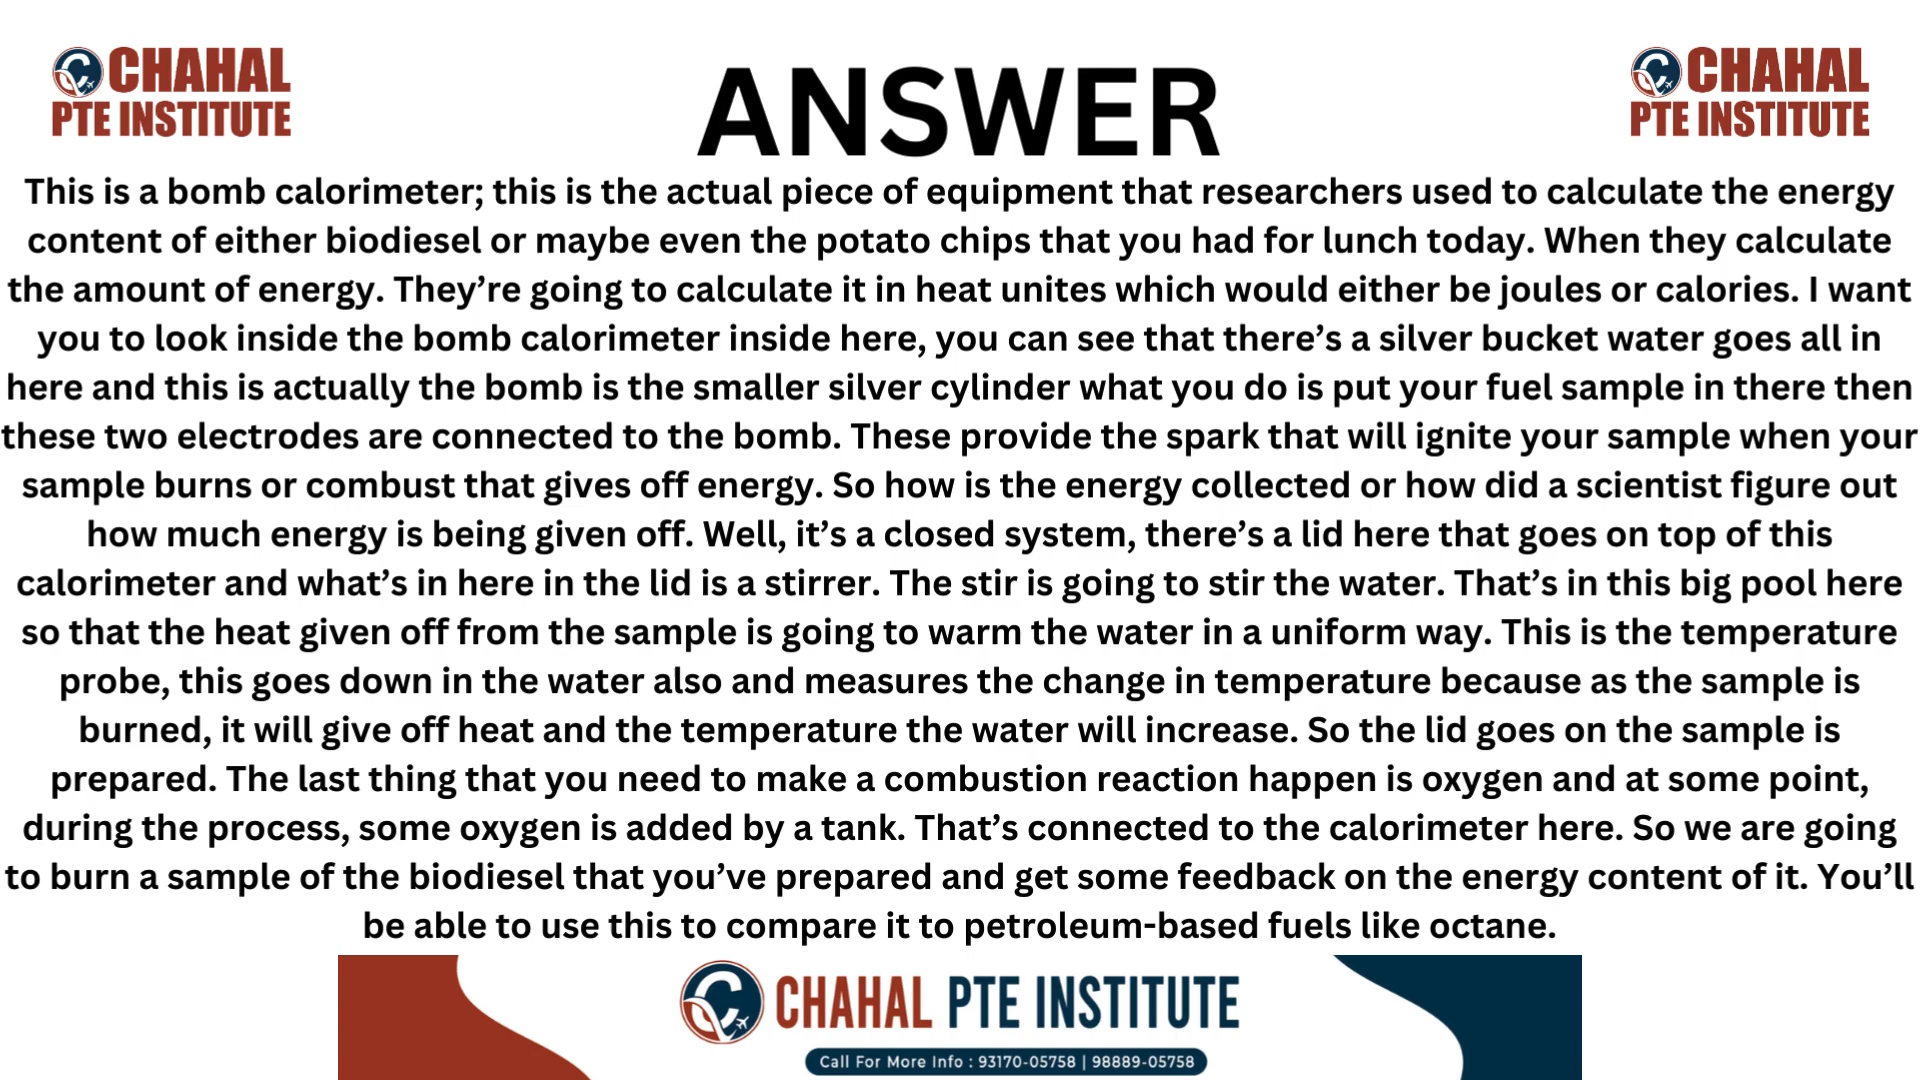 CHAHAL
PTE INSTITUTE
ANSWER
CHAHAL
PTE INSTITUTE
This is a bomb calorimeter; this is the actual piece of equipment that researchers used to calculate the energy
content of either biodiesel or maybe even the potato chips that you had for lunch today. When they calculate
the amount of energy. They’re going to calculate it in heat unites which would either be joules or calories. I want
you to look inside the bomb calorimeter inside here, you can see that there’s a silver bucket water goes all in
here and this is actually the bomb is the smaller silver cylinder what you do is put your fuel sample in there then
these two electrodes are connected to the bomb. These provide the spark that will ignite your sample when your
sample burns or combust that gives off energy. So how is the energy collected or how did a scientist figure out
how much energy is being given off. Well, it’s a closed system, there’s a lid here that goes on top of this
calorimeter and what’s in here in the lid is a stirrer. The stir is going to stir the water. That’s in this big pool here
so that the heat given off from the sample is going to warm the water in a uniform way. This is the temperature
probe, this goes down in the water also and measures the change in temperature because as the sample is
burned, it will give off heat and the temperature the water will increase. So the lid goes on the sample is
prepared. The last thing that you need to make a combustion reaction happen is oxygen and at some point,
during the process, some oxygen is added by a tank. That’s connected to the calorimeter here. So we are going
to burn a sample of the biodiesel that you’ve prepared and get some feedback on the energy content of it. You’ll
be able to use this to compare it to petroleum-based fuels like octane.
CHAHAL PTE INSTITUTE
Call For More Info : 93170-05758 | 98889-05758